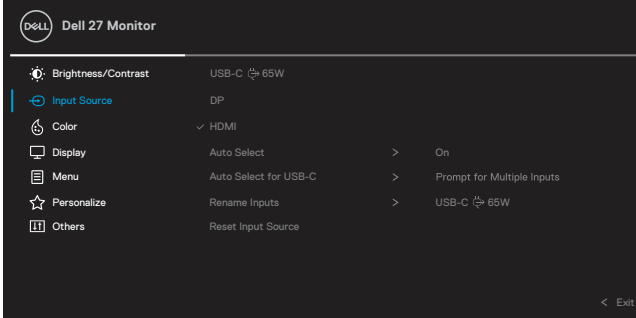 DELL Dell 27 Monitor
Brightness/Contrast USB-C 65W
Input Source DP
Color ✓ HDMI
Display Auto Select > On
Menu Auto Select for USB-C > Prompt for Multiple Inputs
Personalize Rename Inputs > USB-C 65W
Others Reset Input Source
< Exit